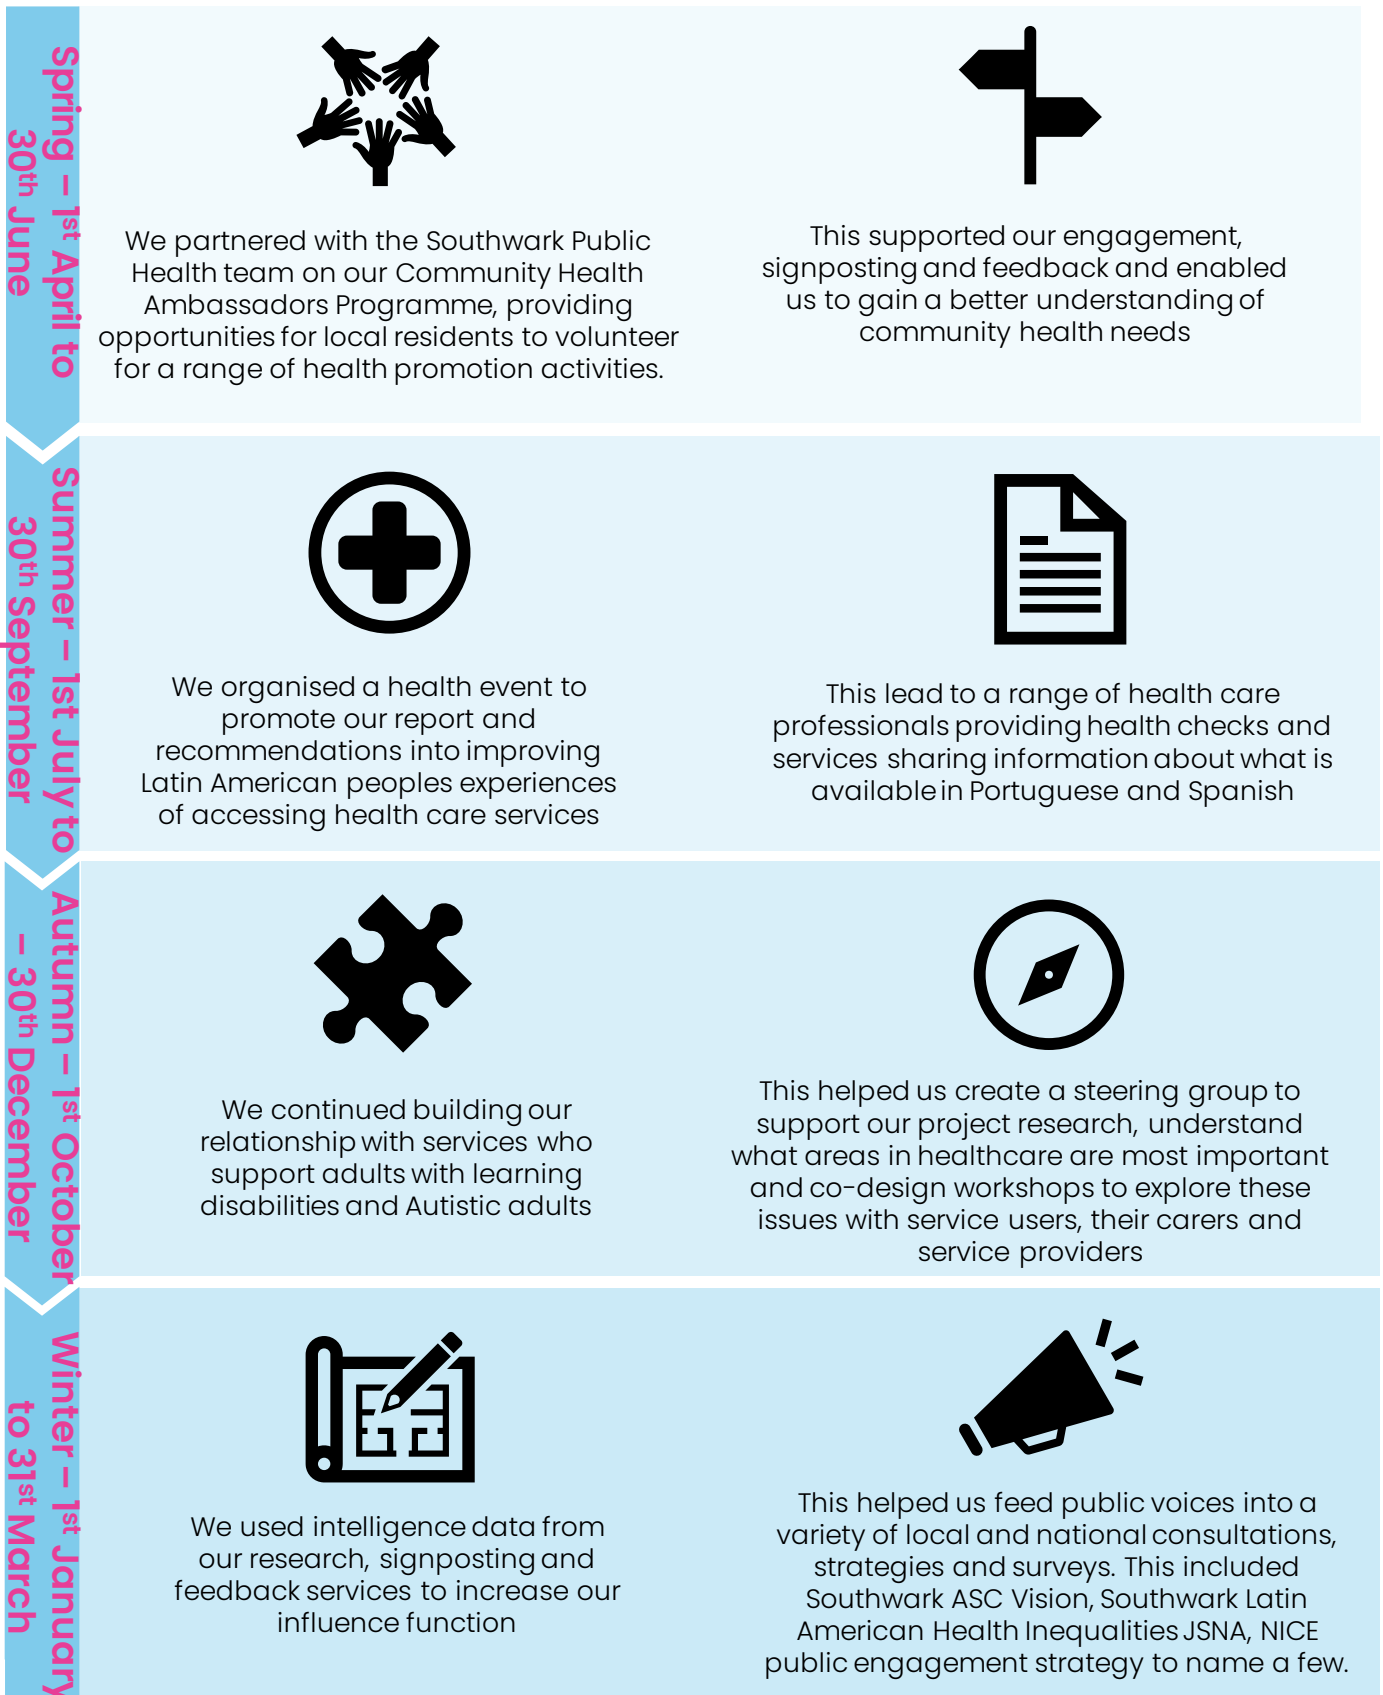 Spring – 1st April to
30th June
We partnered with the Southwark Public
Health team on our Community Health
Ambassadors Programme, providing
opportunities for local residents to volunteer
for a range of health promotion activities.
This supported our engagement,
signposting and feedback and enabled
us to gain a better understanding of
community health needs
Summer – 1st July to
30th September
We organised a health event to
promote our report and
recommendations into improving
Latin American peoples experiences
of accessing health care services
This lead to a range of health care
professionals providing health checks and
services sharing information about what is
available in Portuguese and Spanish
Autumn – 1st October
– 30th December
We continued building our
relationship with services who
support adults with learning
disabilities and Autistic adults
This helped us create a steering group to
support our project research, understand
what areas in healthcare are most important
and co-design workshops to explore these
issues with service users, their carers and
service providers
Winter – 1st January
to 31st March
We used intelligence data from
our research, signposting and
feedback services to increase our
influence function
This helped us feed public voices into a
variety of local and national consultations,
strategies and surveys. This included
Southwark ASC Vision, Southwark Latin
American Health Inequalities JSNA, NICE
public engagement strategy to name a few.